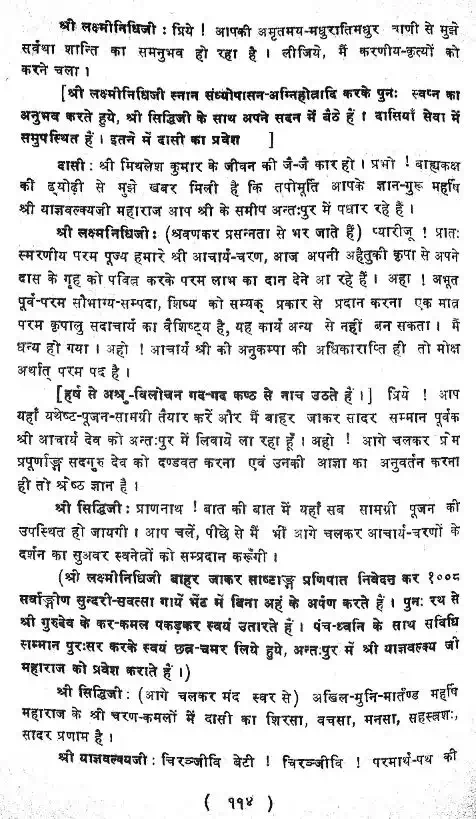 श्री लक्ष्मीनिधिजी : प्रिये ! आपकी अमृतमय-मधुरातिमधुर वाणी से मुझे
सर्वथा शान्ति का समनुभव हो रहा है । लीजिये, मैं करणीय-कृत्यों को
करने चला ।
[श्री लक्ष्मीनिधिजी स्नान संध्योपासन-अग्निहोत्रादि करके पुनः स्वप्न का
अनुभव करते हुये, श्री सिद्धिजी के साथ अपने सदन में बैठे हैं । दासियाँ सेवा में
समुपस्थित हैं । इतने में दासी का प्रवेश ]
दासी : श्री मिथलेश कुमार के जीवन की जै-जै कार हो । प्रभो ! बाह्यकक्ष
की ड्योढ़ी से मुझे खबर मिली है कि तपोमूर्ति आपके ज्ञान-गुरू महर्षि
श्री याज्ञवल्क्यजी महाराज आप श्री के समीप अन्तःपुर में पधार रहे हैं ।
श्री लक्ष्मनिधिजी : (श्रवणकर प्रसन्नता से भर जाते हैं) प्यारीजू ! प्रातः
स्मरणीय परम पूज्य हमारे श्री आचार्य-चरण, आज अपनी अहैतुकी कृपा से अपने
दास के गृह को पवित्र करके परम लाभ का दान देने आ रहे हैं । अहा ! अभूत
पूर्व-परम सौभाग्य-सम्पदा, शिष्य को सम्यक् प्रकार से प्रदान करना एक मात्र
परम कृपालु सदाचार्य का वैशिष्ट्य है, यह कार्य अन्य से नहीं बन सकता । मैं
धन्य हो गया । अहो ! आचार्य श्री की अनुकम्पा की अधिकाराप्ति ही तो मोक्ष
अर्थात् परम पद है ।
[हर्ष से अश्रु-विलोचन गद-गद कण्ठ से नाच उठते हैं ।] प्रिये ! आप
यहाँ यथेष्ट-पूजन-सामग्री तैयार करें और मैं बाहर जाकर सादर सम्मान पूर्वक
श्री आचार्य देव को अन्तःपुर में लिवाये ला रहा हूँ । अहो ! आगे चलकर प्रेम
प्रपूर्णाङ्ग सदगुरु देव को दण्डवत करना एवं उनकी आज्ञा का अनुवर्तन करना
ही तो श्रेष्ठ ज्ञान है ।
श्री सिद्धिजी : प्राणनाथ ! बात की बात में यहाँ सब सामग्री पूजन की
उपस्थित हो जायगी । आप चलें, पीछे से मैं भीं आगे चलकर आचार्य-चरणों के
दर्शन का सुअवर स्वनेत्रों को सम्प्रदान करूँगी ।
(श्री लक्ष्मीनिधिजी बाहर जाकर साष्टाङ्ग प्रणिपात निवेदन कर १००८
सर्वाङ्गीण सुन्दरी-सवत्सा गायें भेंट में बिना अहं के अर्पण करते हैं । पुनः रथ से
श्री गुरुदेव के कर-कमल पकड़कर स्वयं उतारते हैं । पंच-ध्वनि के साथ सविधि
सम्मान पुरःसर करके स्वयं छत्र-चमर लिये हुये, अन्तःपुर में श्री याज्ञवल्क्य जी
महाराज को प्रवेश कराते हैं ।)
श्री सिद्धिजी : (आगे चलकर मंद स्वर से) अखिल-मुनि-मार्तण्ड महर्षि
महाराज के श्री चरण-कमलों में दासी का शिरसा, वचसा, मनसा, सहस्त्रशः,
सादर प्रणाम है ।
श्री याज्ञवल्क्यजी : चिरञ्जीवि बेटी ! चिरञ्जीवि ! परमार्थ-पथ की
( ११४ )